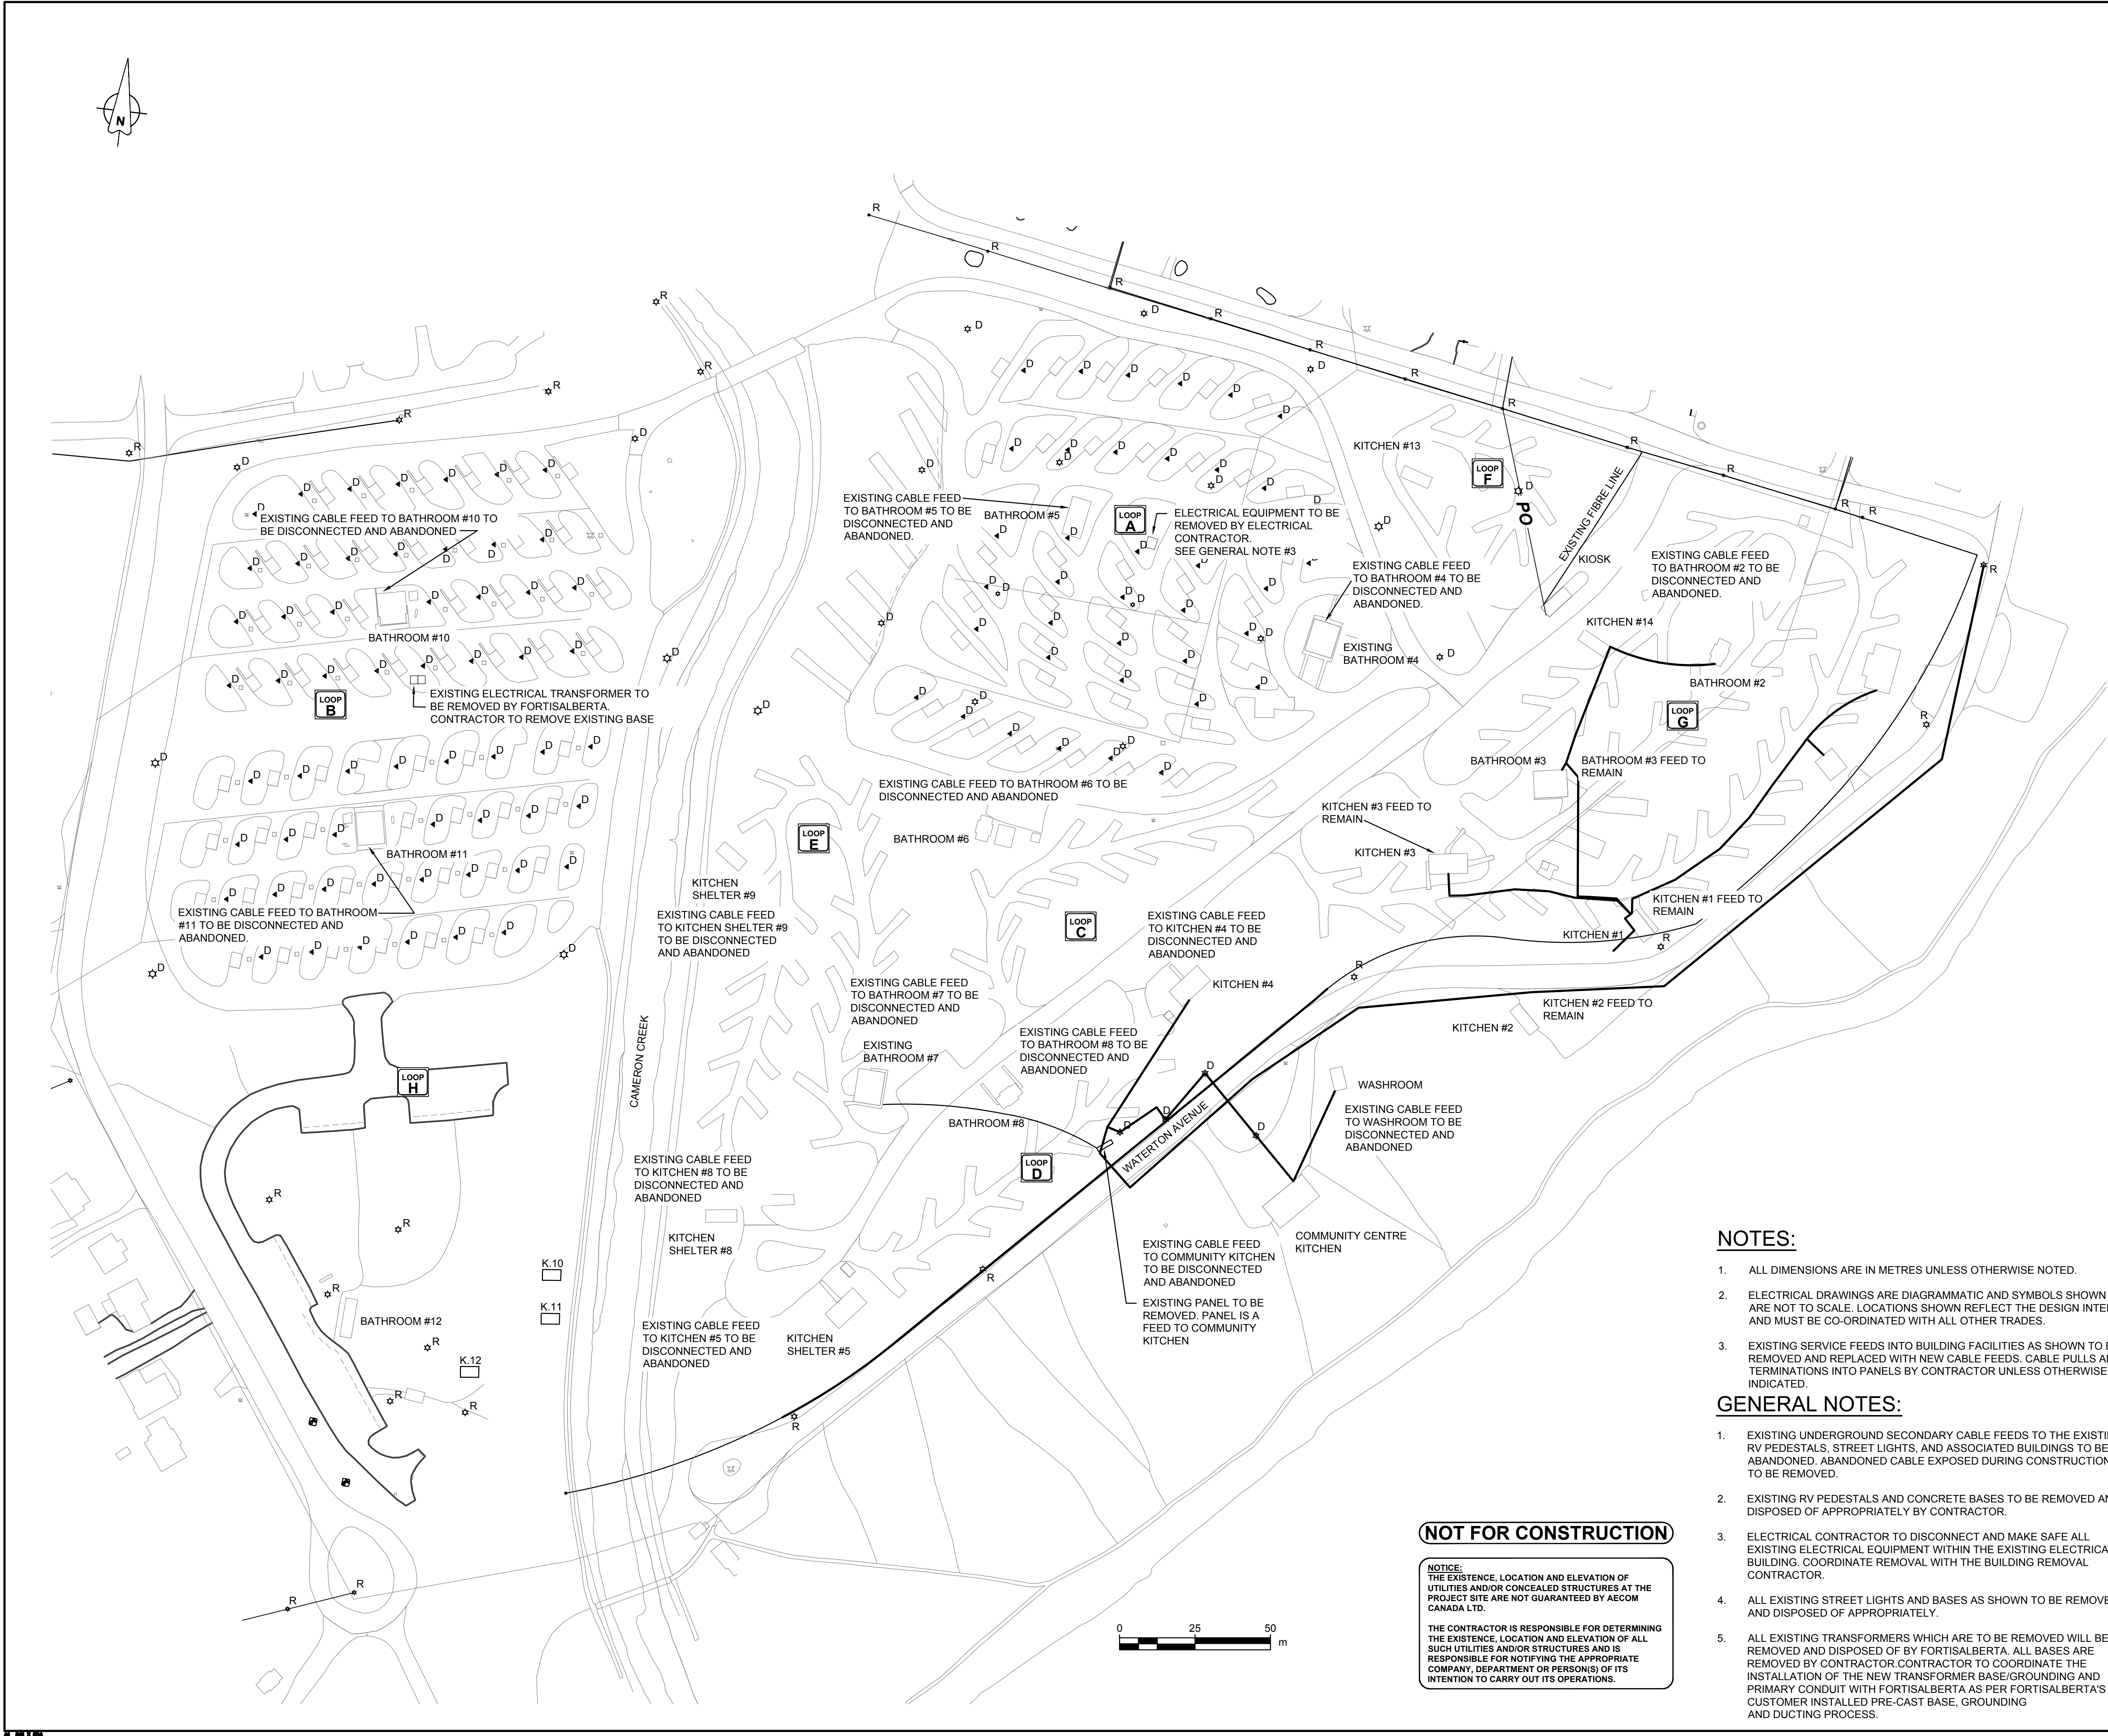 N
R
R
R
R
R
R
R
R
R
R
R
R
EXISTING CABLE FEED TO BATHROOM #10 TO
BE DISCONNECTED AND ABANDONED
BATHROOM #10
EXISTING ELECTRICAL TRANSFORMER TO
BE REMOVED BY FORTISALBERTA.
CONTRACTOR TO REMOVE EXISTING BASE
LOOP
B
BATHROOM #11
EXISTING CABLE FEED TO BATHROOM
#11 TO BE DISCONNECTED AND
ABANDONED.
EXISTING CABLE FEED
TO BATHROOM #5 TO BE
DISCONNECTED AND
ABANDONED.
BATHROOM #5
LOOP
A
ELECTRICAL EQUIPMENT TO BE
REMOVED BY ELECTRICAL
CONTRACTOR.
SEE GENERAL NOTE #3
KITCHEN #13
LOOP
F
D
PO
EXISTING FIBRE LINE
KIOSK
EXISTING CABLE FEED
TO BATHROOM #4 TO BE
DISCONNECTED AND
ABANDONED.
EXISTING
BATHROOM #4
EXISTING CABLE FEED
TO BATHROOM #2 TO BE
DISCONNECTED AND
ABANDONED.
KITCHEN #14
BATHROOM #2
LOOP
G
BATHROOM #3
BATHROOM #3 FEED TO
REMAIN
KITCHEN #3 FEED TO
REMAIN
KITCHEN #3
KITCHEN #1 FEED TO
REMAIN
KITCHEN #1
KITCHEN #2 FEED TO
REMAIN
KITCHEN #2
EXISTING CABLE FEED TO BATHROOM #6 TO BE
DISCONNECTED AND ABANDONED
BATHROOM #6
LOOP
E
KITCHEN
SHELTER #9
EXISTING CABLE FEED
TO KITCHEN SHELTER #9
TO BE DISCONNECTED
AND ABANDONED
LOOP
C
EXISTING CABLE FEED
TO KITCHEN #4 TO BE
DISCONNECTED AND
ABANDONED
KITCHEN #4
EXISTING CABLE FEED
TO BATHROOM #7 TO BE
DISCONNECTED AND
ABANDONED
EXISTING
BATHROOM #7
EXISTING CABLE FEED
TO BATHROOM #8 TO BE
DISCONNECTED AND
ABANDONED
BATHROOM #8
LOOP
D
WATERTON AVENUE
WASHROOM
EXISTING CABLE FEED
TO WASHROOM TO BE
DISCONNECTED AND
ABANDONED
COMMUNITY CENTRE
KITCHEN
EXISTING CABLE FEED
TO COMMUNITY KITCHEN
TO BE DISCONNECTED
AND ABANDONED
EXISTING PANEL TO BE
REMOVED. PANEL IS A
FEED TO COMMUNITY
KITCHEN
CAMERON CREEK
LOOP
H
EXISTING CABLE FEED
TO KITCHEN #8 TO BE
DISCONNECTED AND
ABANDONED
KITCHEN
SHELTER #8
K.10
K.11
K.12
BATHROOM #12
EXISTING CABLE FEED
TO KITCHEN #5 TO BE
DISCONNECTED AND
ABANDONED
KITCHEN
SHELTER #5
0 25 50
m
NOT FOR CONSTRUCTION
NOTICE:
THE EXISTENCE, LOCATION AND ELEVATION OF
UTILITIES AND/OR CONCEALED STRUCTURES AT THE
PROJECT SITE ARE NOT GUARANTEED BY AECOM
CANADA LTD.
THE CONTRACTOR IS RESPONSIBLE FOR DETERMINING
THE EXISTENCE, LOCATION AND ELEVATION OF ALL
SUCH UTILITIES AND/OR STRUCTURES AND IS
RESPONSIBLE FOR NOTIFYING THE APPROPRIATE
COMPANY, DEPARTMENT OR PERSON(S) OF ITS
INTENTION TO CARRY OUT ITS OPERATIONS.
NOTES:
1. ALL DIMENSIONS ARE IN METRES UNLESS OTHERWISE NOTED.
2. ELECTRICAL DRAWINGS ARE DIAGRAMMATIC AND SYMBOLS SHOWN
ARE NOT TO SCALE. LOCATIONS SHOWN REFLECT THE DESIGN
AND MUST BE CO-ORDINATED WITH ALL OTHER TRADES.
3. EXISTING SERVICE FEEDS INTO BUILDING FACILITIES AS SHOWN TO
REMOVED AND REPLACED WITH NEW CABLE FEEDS. CABLE PULLS
TERMINATIONS INTO PANELS BY CONTRACTOR UNLESS OTHERWISE
INDICATED.
GENERAL NOTES:
1. EXISTING UNDERGROUND SECONDARY CABLE FEEDS TO THE
RV PEDESTALS, STREET LIGHTS, AND ASSOCIATED BUILDINGS TO BE
ABANDONED. ABANDONED CABLE EXPOSED DURING CONSTRUCTION
TO BE REMOVED.
2. EXISTING RV PEDESTALS AND CONCRETE BASES TO BE REMOVED
DISPOSED OF APPROPRIATELY BY CONTRACTOR.
3. ELECTRICAL CONTRACTOR TO DISCONNECT AND MAKE SAFE ALL
EXISTING ELECTRICAL EQUIPMENT WITHIN THE EXISTING
BUILDING. COORDINATE REMOVAL WITH THE BUILDING REMOVAL
CONTRACTOR.
4. ALL EXISTING STREET LIGHTS AND BASES AS SHOWN TO BE
AND DISPOSED OF APPROPRIATELY.
5. ALL EXISTING TRANSFORMERS WHICH ARE TO BE REMOVED WILL BE
REMOVED AND DISPOSED OF BY FORTISALBERTA. ALL BASES ARE
REMOVED BY CONTRACTOR.CONTRACTOR TO COORDINATE THE
INSTALLATION OF THE NEW TRANSFORMER BASE/GROUNDING AND
PRIMARY CONDUIT WITH FORTISALBERTA AS PER FORTISALBERTA'S
CUSTOMER INSTALLED PRE-CAST BASE, GROUNDING
AND DUCTING PROCESS.